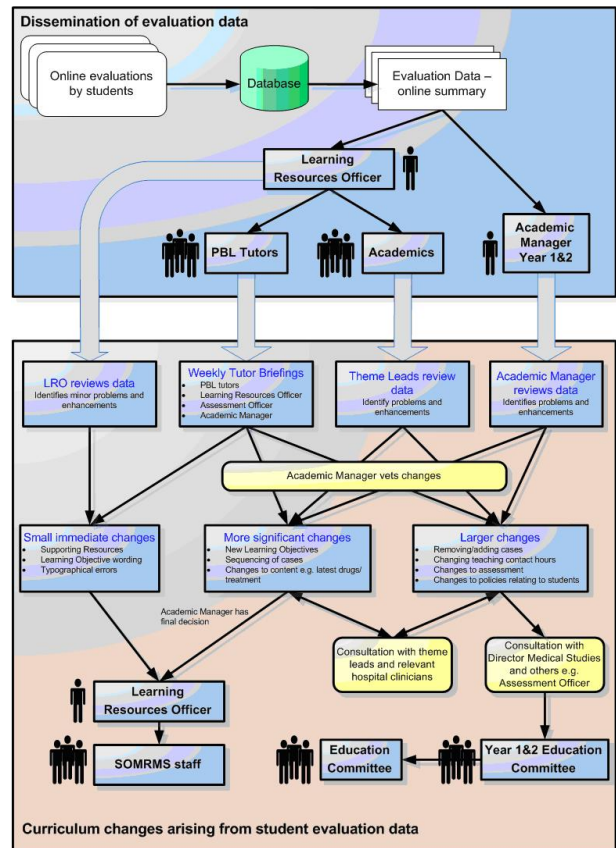 Dissemination of evaluation data
Online evaluations
by students
Database
Evaluation Data –
online summary
Learning
Resources Officer
PBL Tutors
Academics
Academic
Manager
Year 1&2
LRO reviews data
Identifies minor problems and
enhancements
Weekly Tutor Briefings
• PBL tutors
• Learning Resources Officer
• Assessment Officer
• Academic Manager
Theme Leads review
data
Identify problems and
enhancements
Academic Manager
reviews data
Identifies problems and
enhancements
Academic Manager vets changes
Small immediate changes
• Supporting Resources
• Learning Objective wording
• Typographical errors
More significant changes
• New Learning Objectives
• Sequencing of cases
• Changes to content e.g. latest drugs/
treatment
Larger changes
• Removing/adding cases
• Changing teaching contact hours
• Changes to assessment
• Changes to policies relating to students
Academic Manager has
final decision
Consultation with theme
leads and relevant
hospital clinicians
Consultation with
Director Medical Studies
and others e.g.
Assessment Officer
Learning
Resources Officer
SOMRMS staff
Education
Committee
Year 1&2 Education
Committee
Curriculum changes arising from student evaluation data